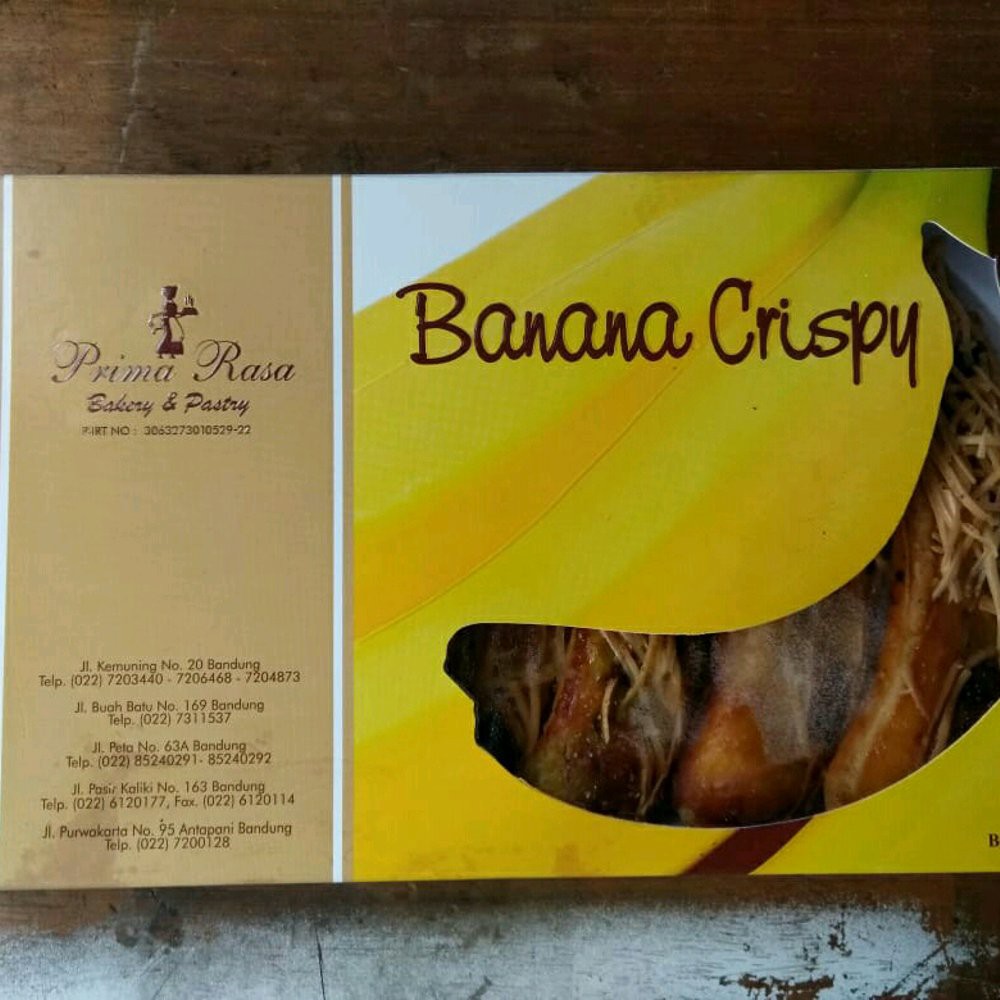 Prima Rasa
Bakery & Pastry
P-IRT NO : 3063273010529-22
Jl. Kemuning No. 20 Bandung
Telp. (022) 7203440 - 7206468 - 7204873
Jl. Buah Batu No. 169 Bandung
Telp. (022) 7311537
Jl. Peta No. 63A Bandung
Telp. (022) 85240291- 85240292
Jl. Pasir Kaliki No. 163 Bandung
Telp. (022) 6120177, Fax. (022) 6120114
Jl. Purwakarta No. 95 Antapani Bandung
Telp. (022) 7200128
Banana Crispy